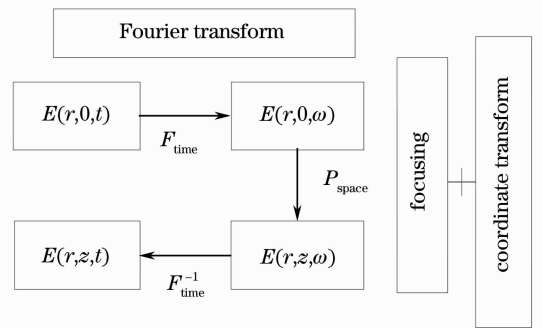 Fourier transform
E(r,0,t)
F_time
E(r,0,ω)
P_space
E(r,z,ω)
F_time^-1
E(r,z,t)
focusing
coordinate transform